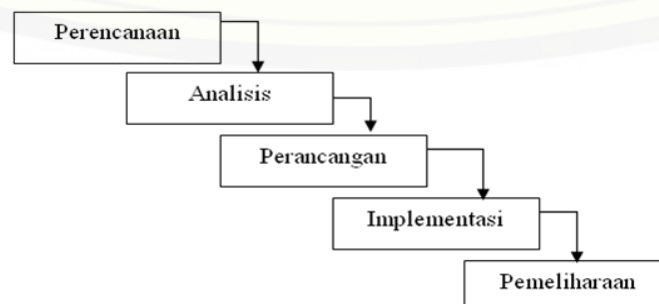 Perencanaan
Analisis
Perancangan
Implementasi
Pemeliharaan